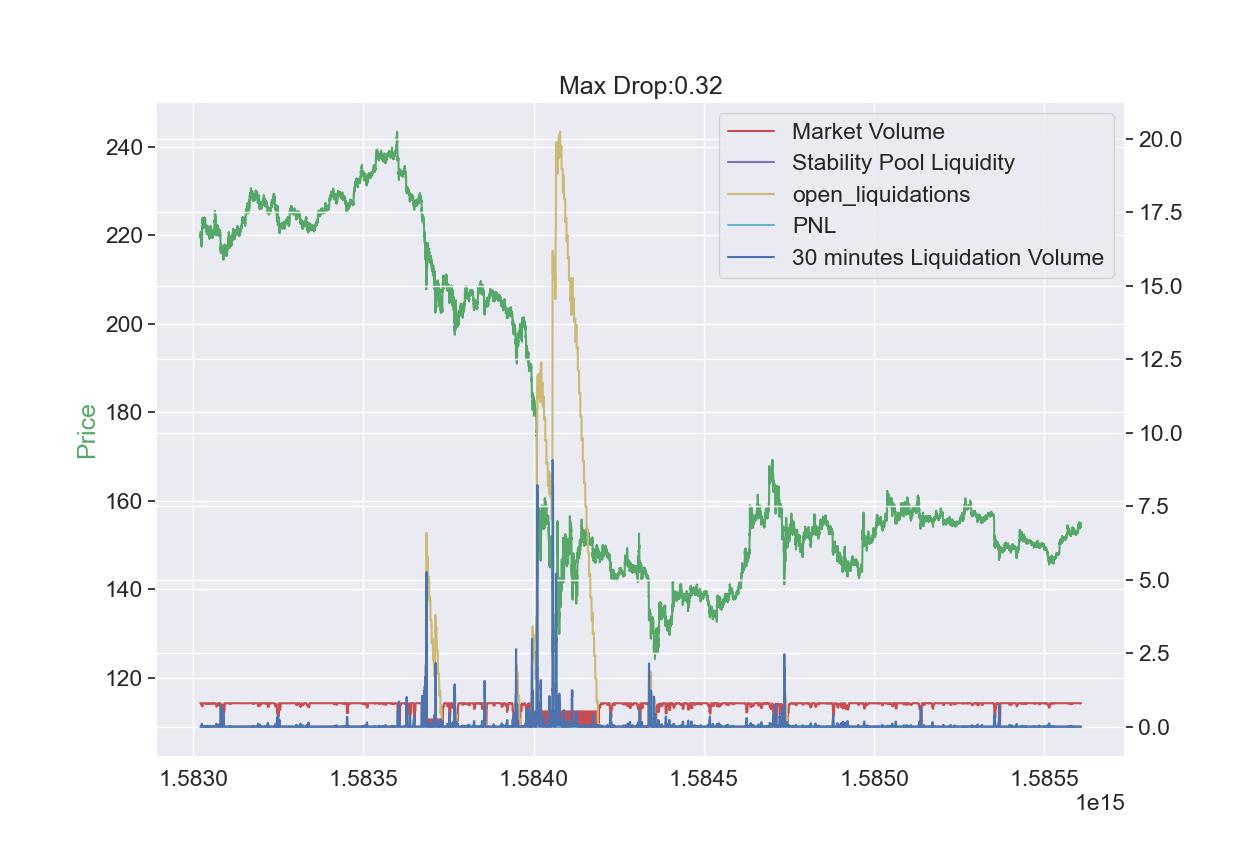 Max Drop:0.32
Market Volume
Stability Pool Liquidity
open_liquidations
PNL
30 minutes Liquidation Volume
Price
240
220
200
180
160
140
120
20.0
17.5
15.0
12.5
10.0
7.5
5.0
2.5
0.0
1.5830 1.5835 1.5840 1.5845 1.5850 1.5855
1e15